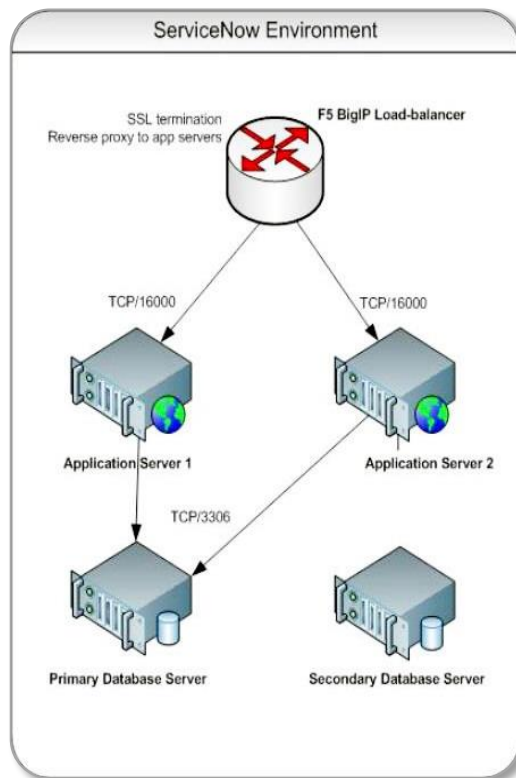 ServiceNow Environment
F5 BigIP Load-balancer
SSL termination
Reverse proxy to app servers
TCP/16000
TCP/16000
Application Server 1
Application Server 2
TCP/3306
Primary Database Server
Secondary Database Server